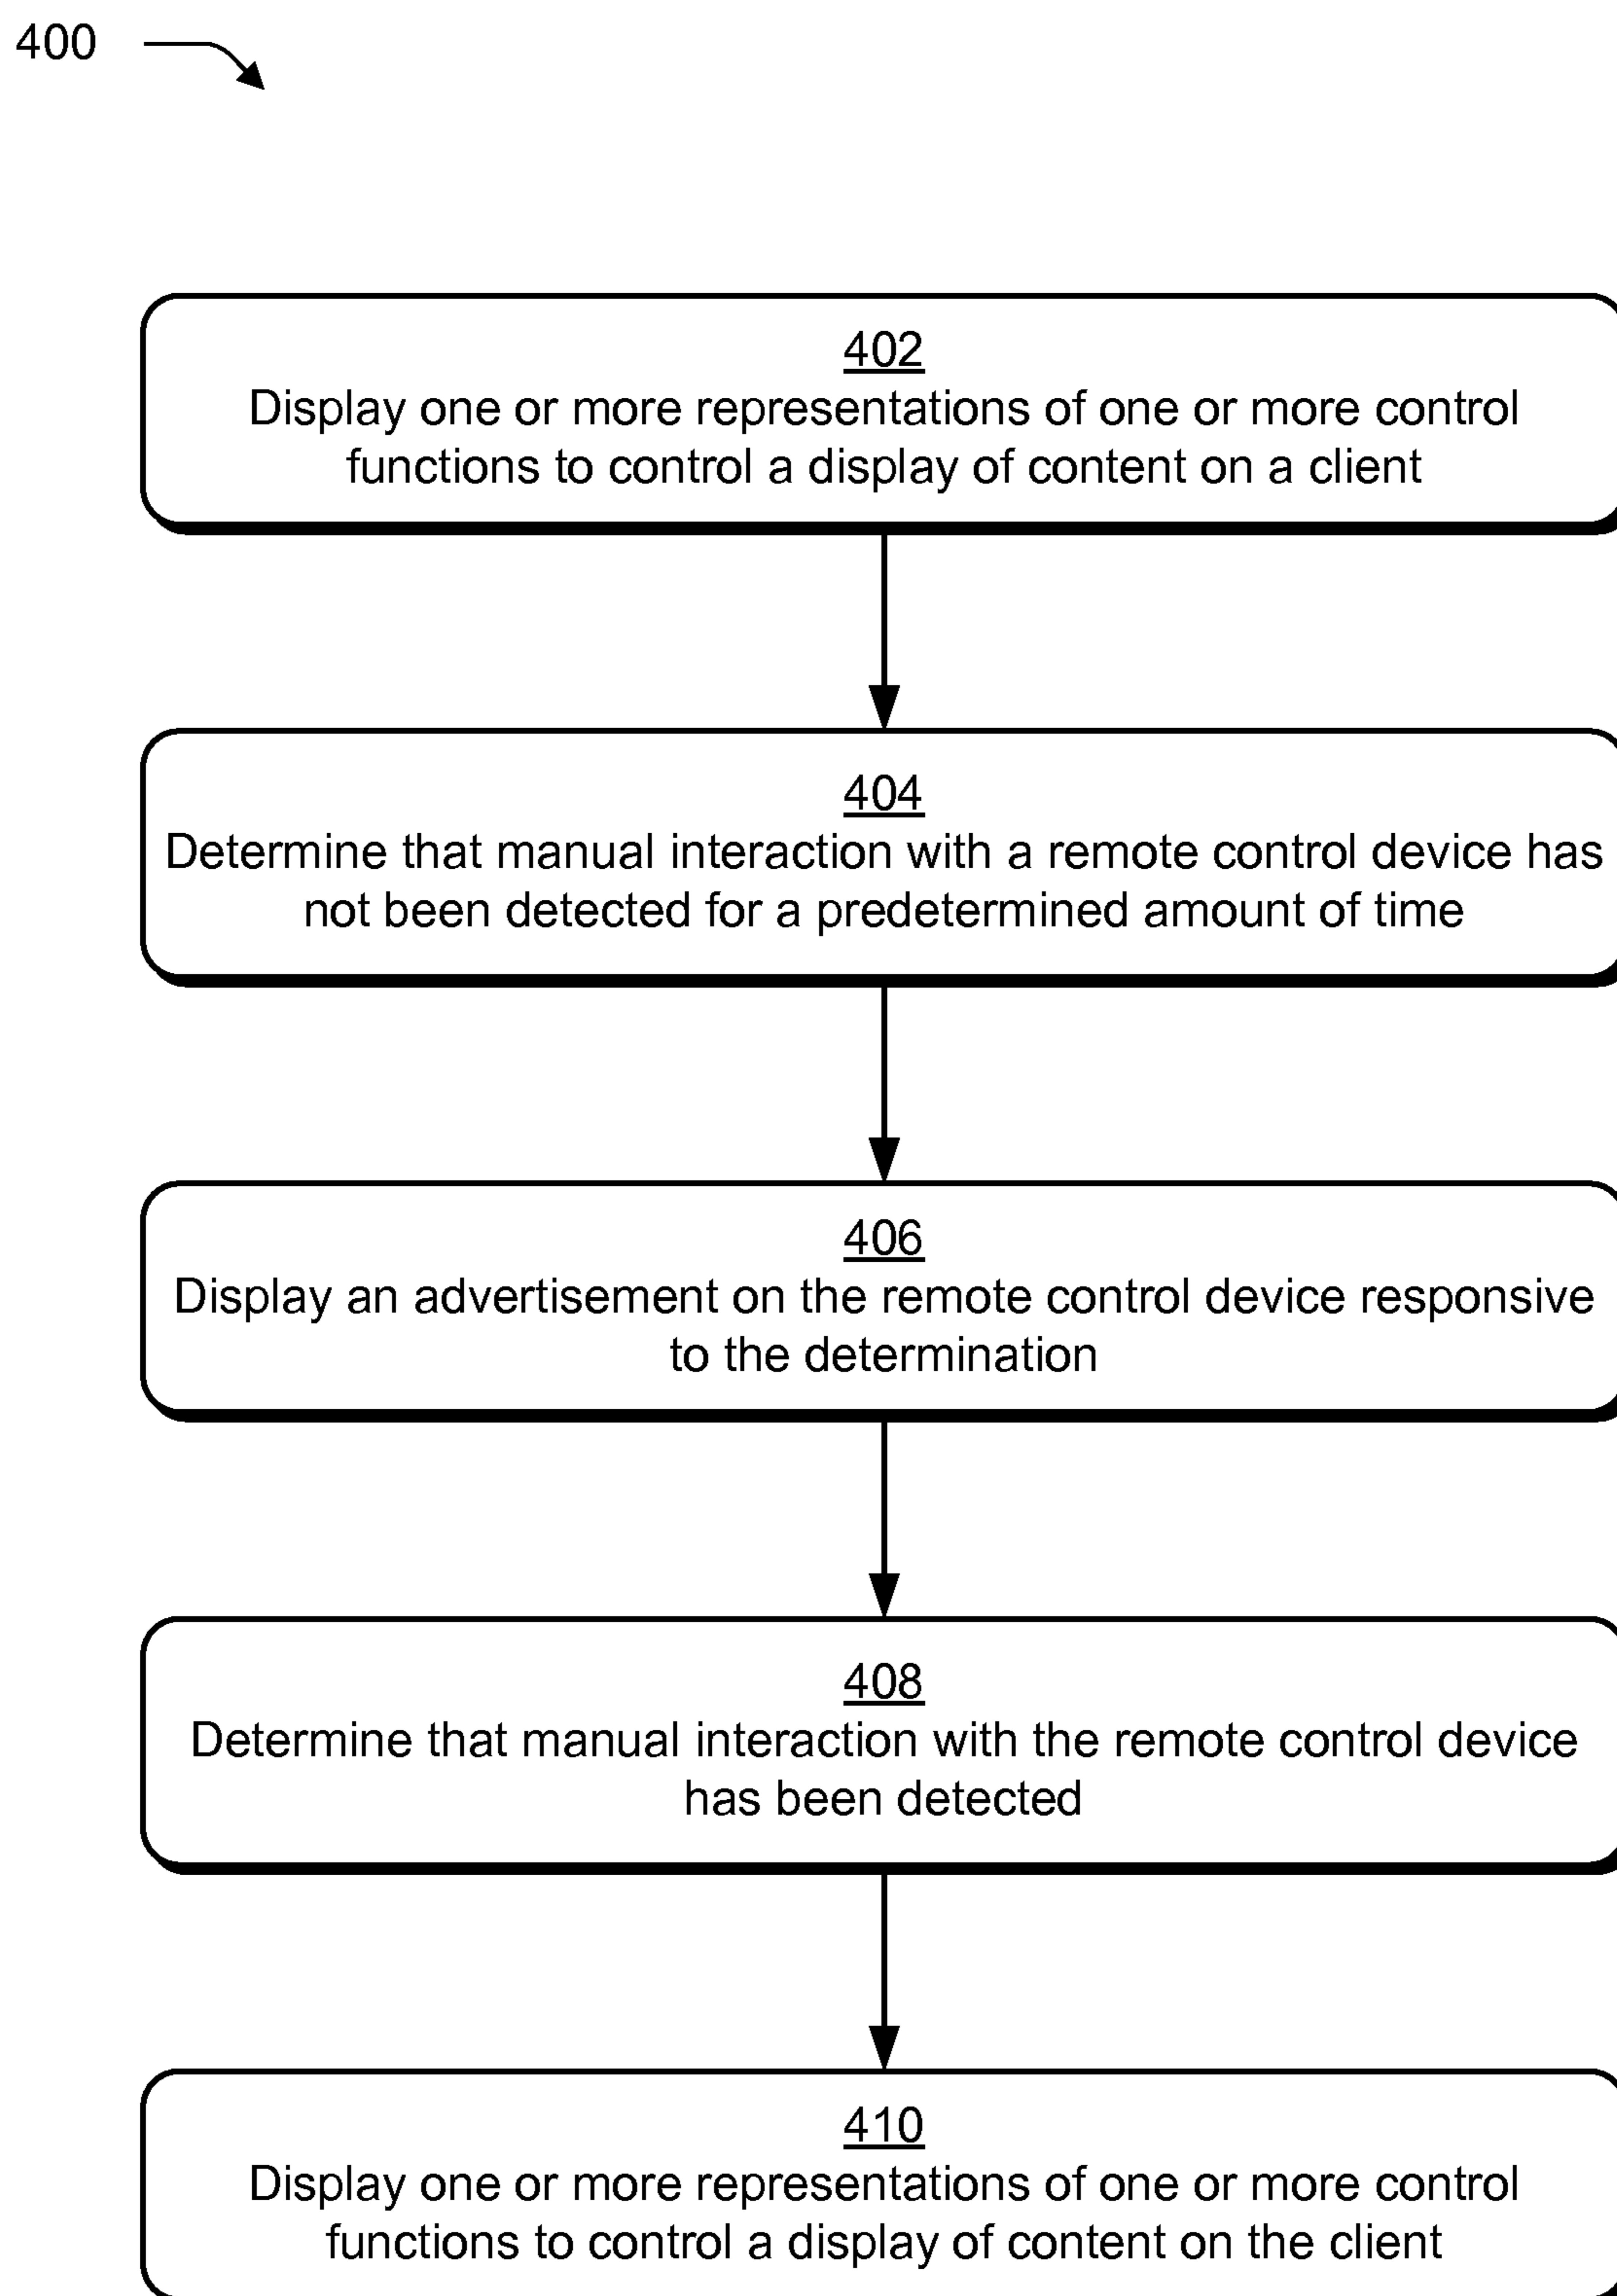 400
402
Display one or more representations of one or more control
functions to control a display of content on a client
404
Determine that manual interaction with a remote control device has
not been detected for a predetermined amount of time
406
Display an advertisement on the remote control device responsive
to the determination
408
Determine that manual interaction with the remote control device
has been detected
410
Display one or more representations of one or more control
functions to control a display of content on the client